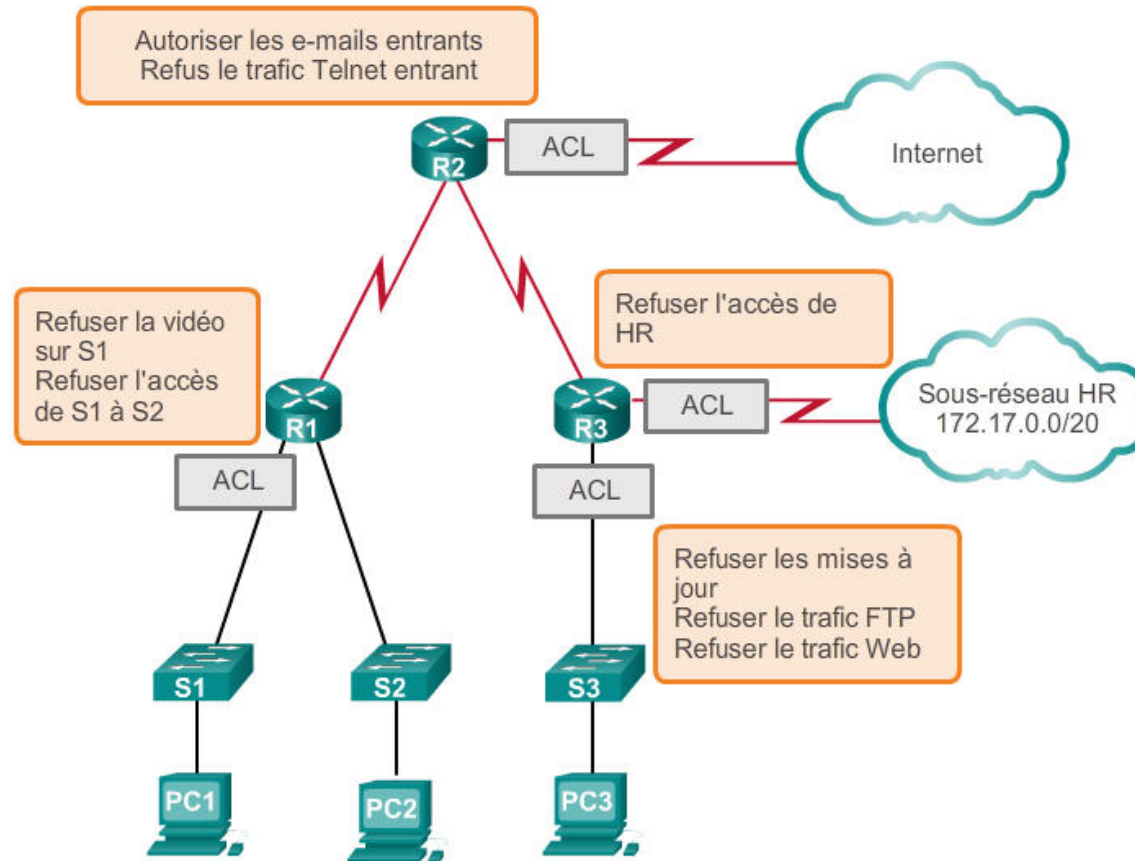 Autoriser les e-mails entrants
Refus le trafic Telnet entrant
ACL
Internet
R2
Refuser la vidéo
sur S1
Refuser l'accès
de S1 à S2
Refuser l'accès de
HR
R1
R3
ACL
Sous-réseau HR
172.17.0.0/20
ACL
ACL
Refuser les mises à
jour
Refuser le trafic FTP
Refuser le trafic Web
S1
S2
S3
PC1
PC2
PC3